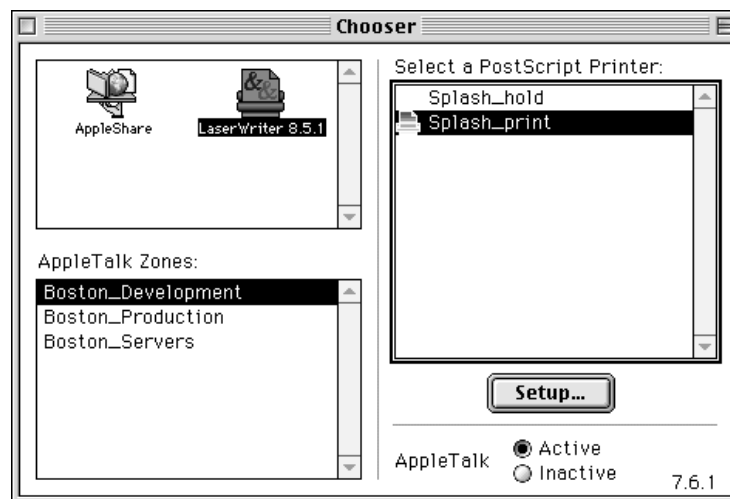 Chooser
AppleShare
LaserWriter 8.5.1
AppleTalk Zones:
Boston_Development
Boston_Production
Boston_Servers
Select a PostScript Printer:
Splash_hold
Splash_print
Setup...
AppleTalk
Active
Inactive
7.6.1